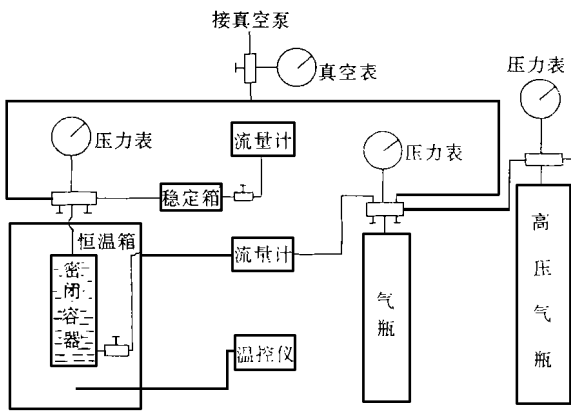 接真空泵
真空表
压力表
压力表
流量计
压力表
稳定箱
恒温箱
流量计
密闭容器
气瓶
高压气瓶
温控仪